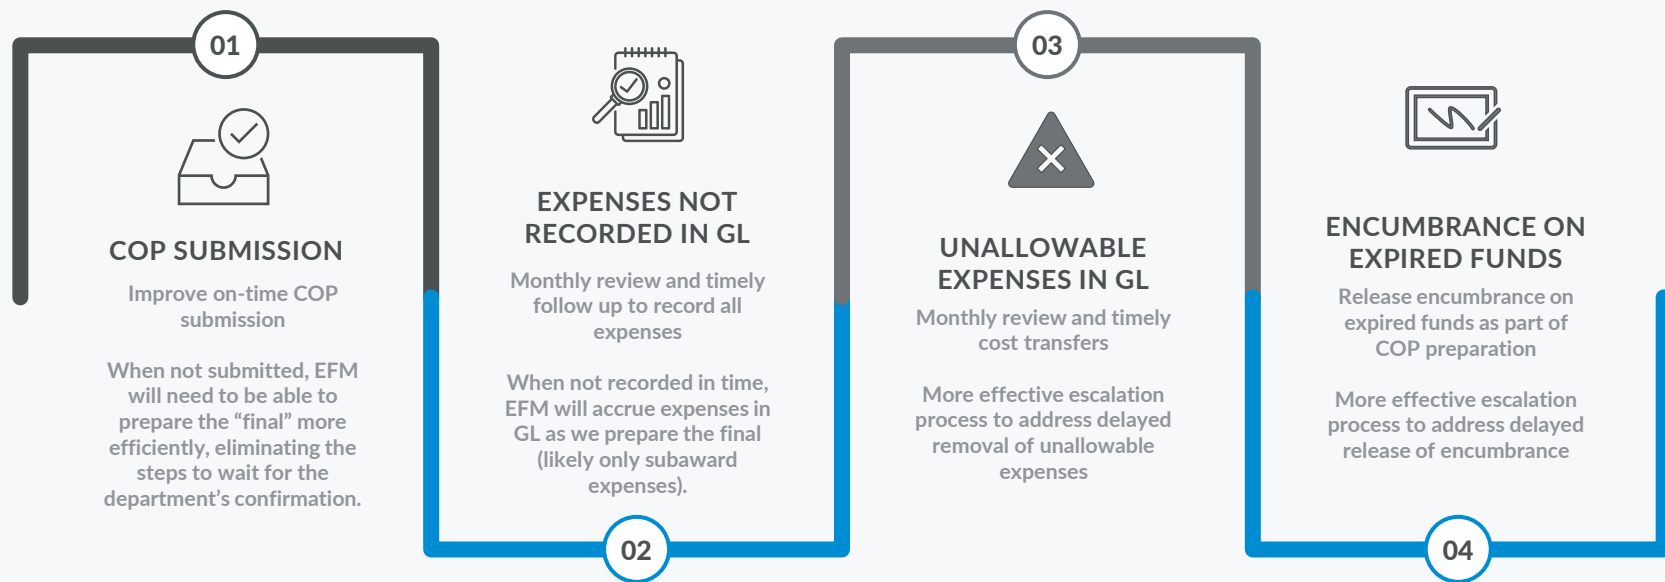 01
COP SUBMISSION
Improve on-time COP
submission
When not submitted, EFM
will need to be able to
prepare the “final” more
efficiently, eliminating the
steps to wait for the
department’s confirmation.
EXPENSES NOT
RECORDED IN GL
Monthly review and timely
follow up to record all
expenses
When not recorded in time,
EFM will accrue expenses in
GL as we prepare the final
(likely only subaward
expenses).
02
03
UNALLOWABLE
EXPENSES IN GL
Monthly review and timely
cost transfers
More effective escalation
process to address delayed
removal of unallowable
expenses
ENCUMBRANCE ON
EXPIRED FUNDS
Release encumbrance on
expired funds as part of
COP preparation
More effective escalation
process to address delayed
release of encumbrance
04